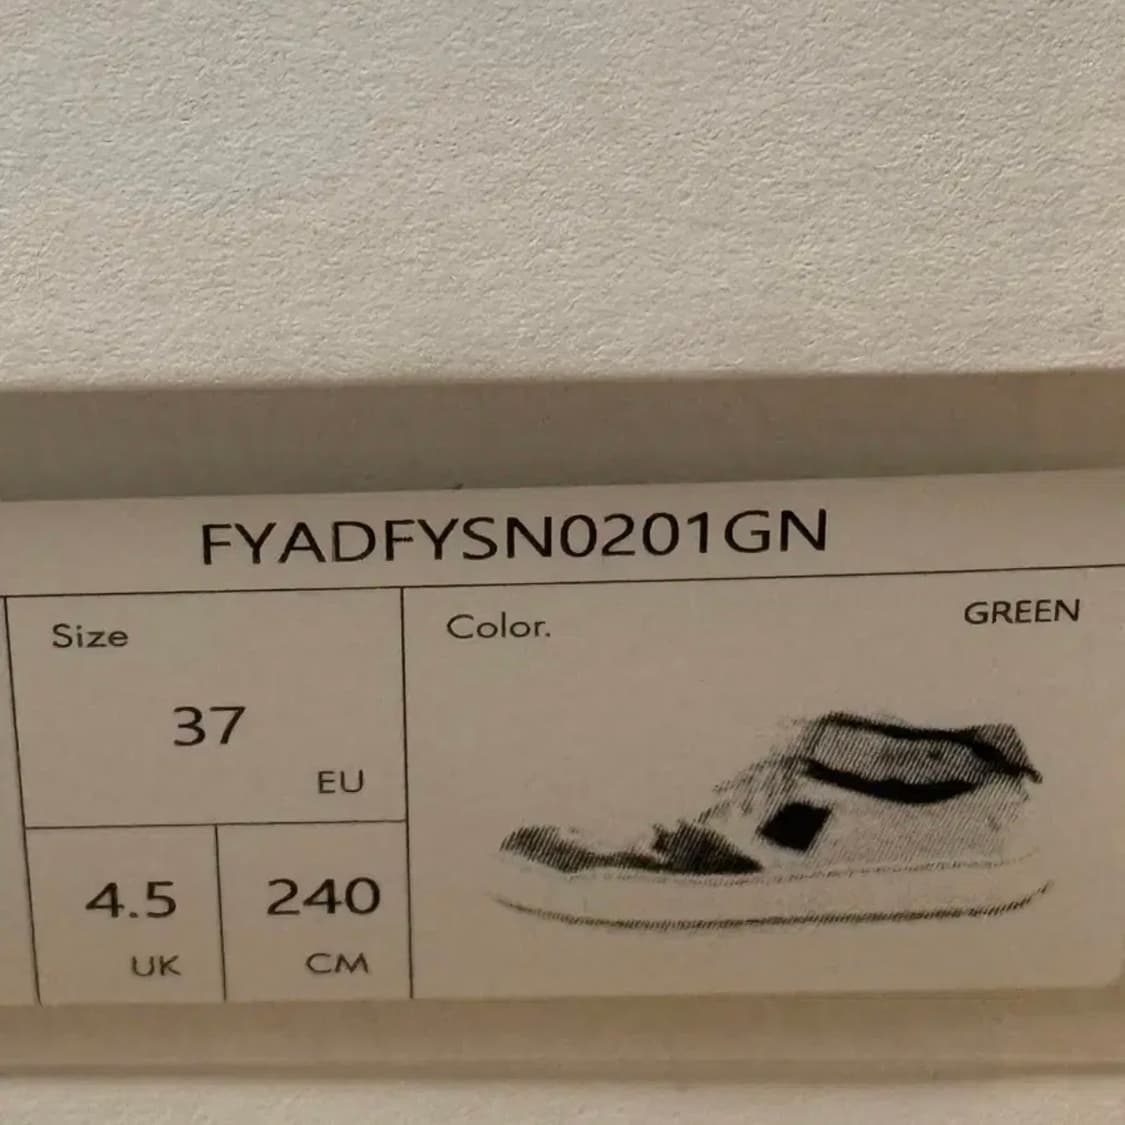 FYADFYSN0201GN
Size
37
EU
4.5
UK
240
CM
Color.
GREEN